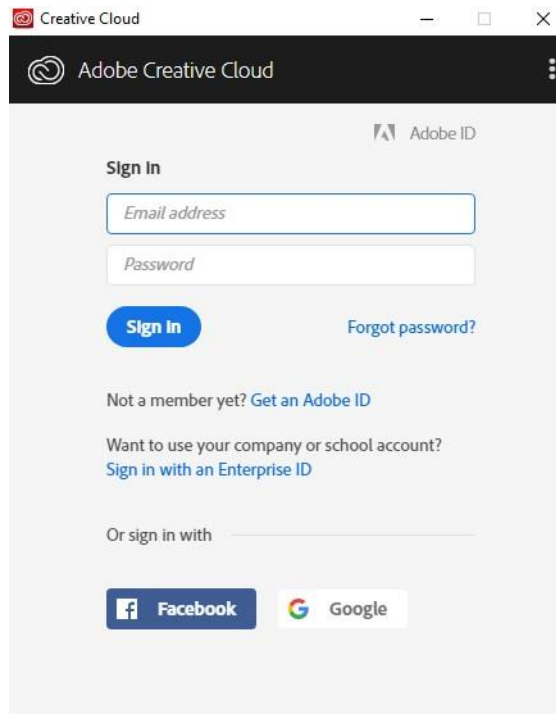 Creative Cloud
Adobe Creative Cloud
Adobe ID
Sign in
Email address
Password
Sign in
Forgot password?
Not a member yet? Get an Adobe ID
Want to use your company or school account?
Sign in with an Enterprise ID
Or sign in with
Facebook
Google